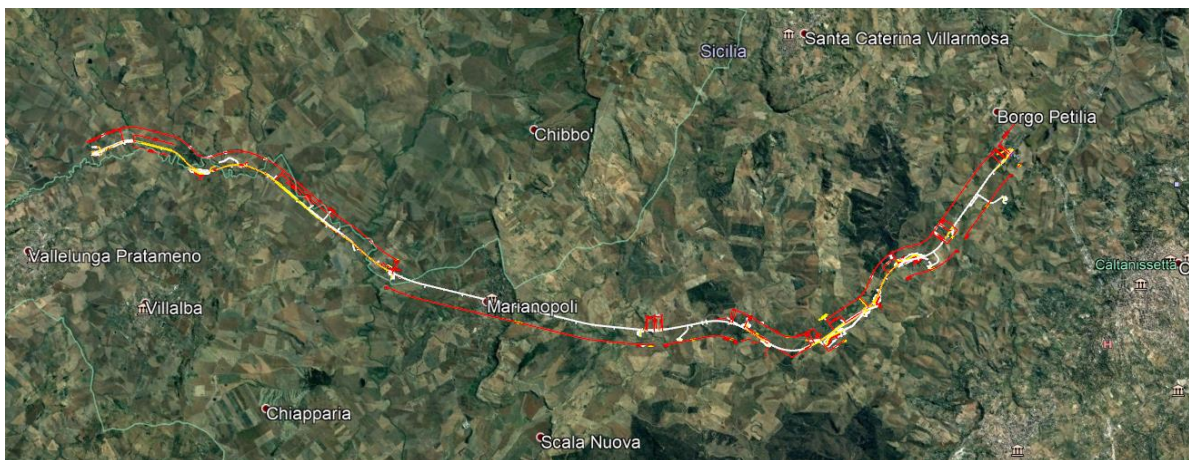 Santa Caterina Villarmosa
Sicilia
Borgo Petilia
Chibbo'
Vallelunga Pratameno
Caltanissetta
C
Villalba
Marianopoli
H
Chiapparia
Scala Nuova